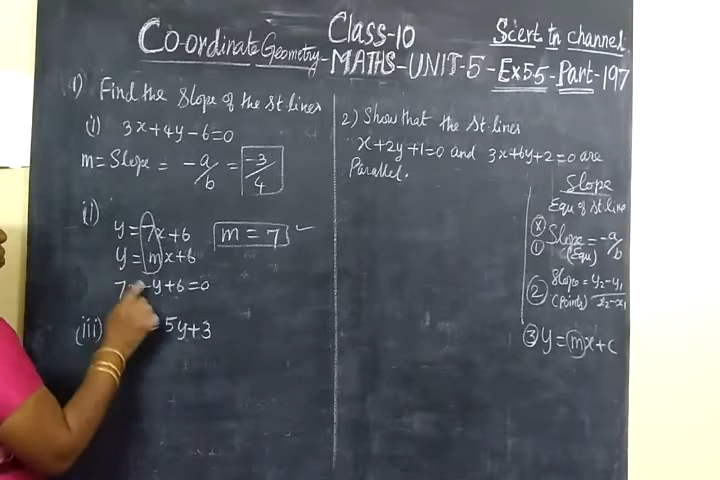 Co-ordinate Geometry-
Class-10
MATHS-UNIT-5-Ex5.5-Part-197
Scert tn channel
1) Find the Slope of the St lines
(i) 3x+4y-6=0
m=Slope = -a/b = -3/4
(ii)
y=7x+6 m=7 ✓
y=mx+6
-y+6=0
(iii) = 5y+3
2) Show that the St.lines
x+2y+1=0 and 3x+6y+2=0 are
Parallel.
Slope
Equ of St.line
① Slope = -a/b
(Equ)
② Slope = y₂-y₁/x₂-x₁
(Points)
③ y=mx+c